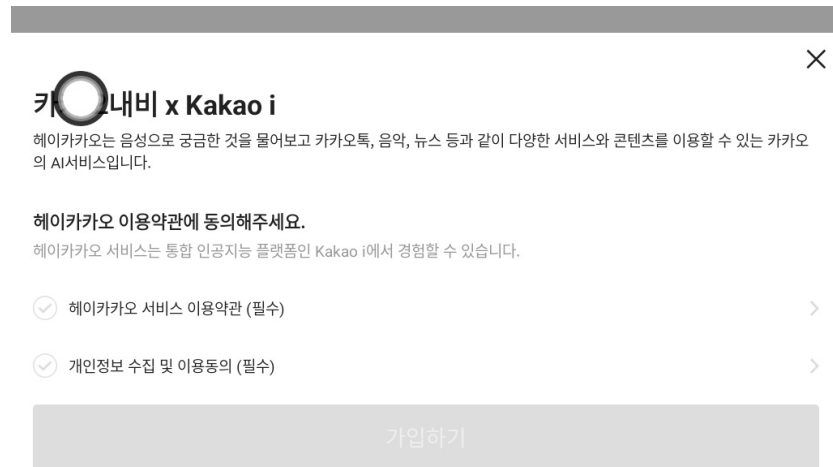 내비 x Kakao i
헤이카카오는 음성으로 궁금한 것을 물어보고 카카오톡, 음악, 뉴스 등과 같이 다양한 서비스와 콘텐츠를 이용할 수 있는 카카오
의 AI서비스입니다.
헤이카카오 이용약관에 동의해주세요.
헤이카카오 서비스는 통합 인공지능 플랫폼인 Kakao i에서 경험할 수 있습니다.
헤이카카오 서비스 이용약관 (필수)
개인정보 수집 및 이용동의 (필수)
가입하기